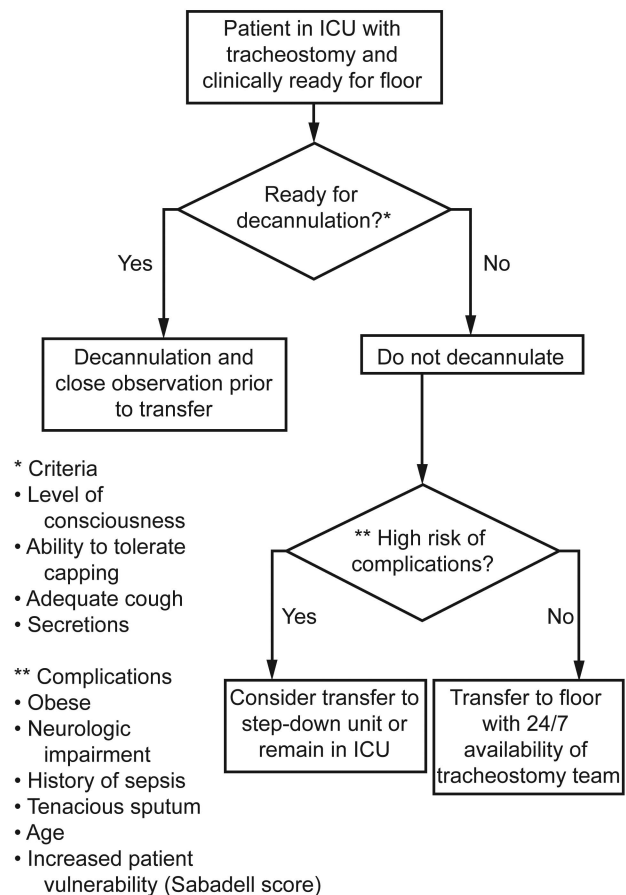 Patient in ICU with
tracheostomy and
clinically ready for floor
Ready for
decannulation?*
Yes
No
Decannulation and
close observation prior
to transfer
Do not decannulate
* Criteria
• Level of
consciousness
• Ability to tolerate
capping
• Adequate cough
• Secretions
** High risk of
complications?
Yes
No
** Complications
• Obese
• Neurologic
impairment
• History of sepsis
• Tenacious sputum
• Age
• Increased patient
vulnerability (Sabadell score)
Consider transfer to
step-down unit or
remain in ICU
Transfer to floor
with 24/7
availability of
tracheostomy team